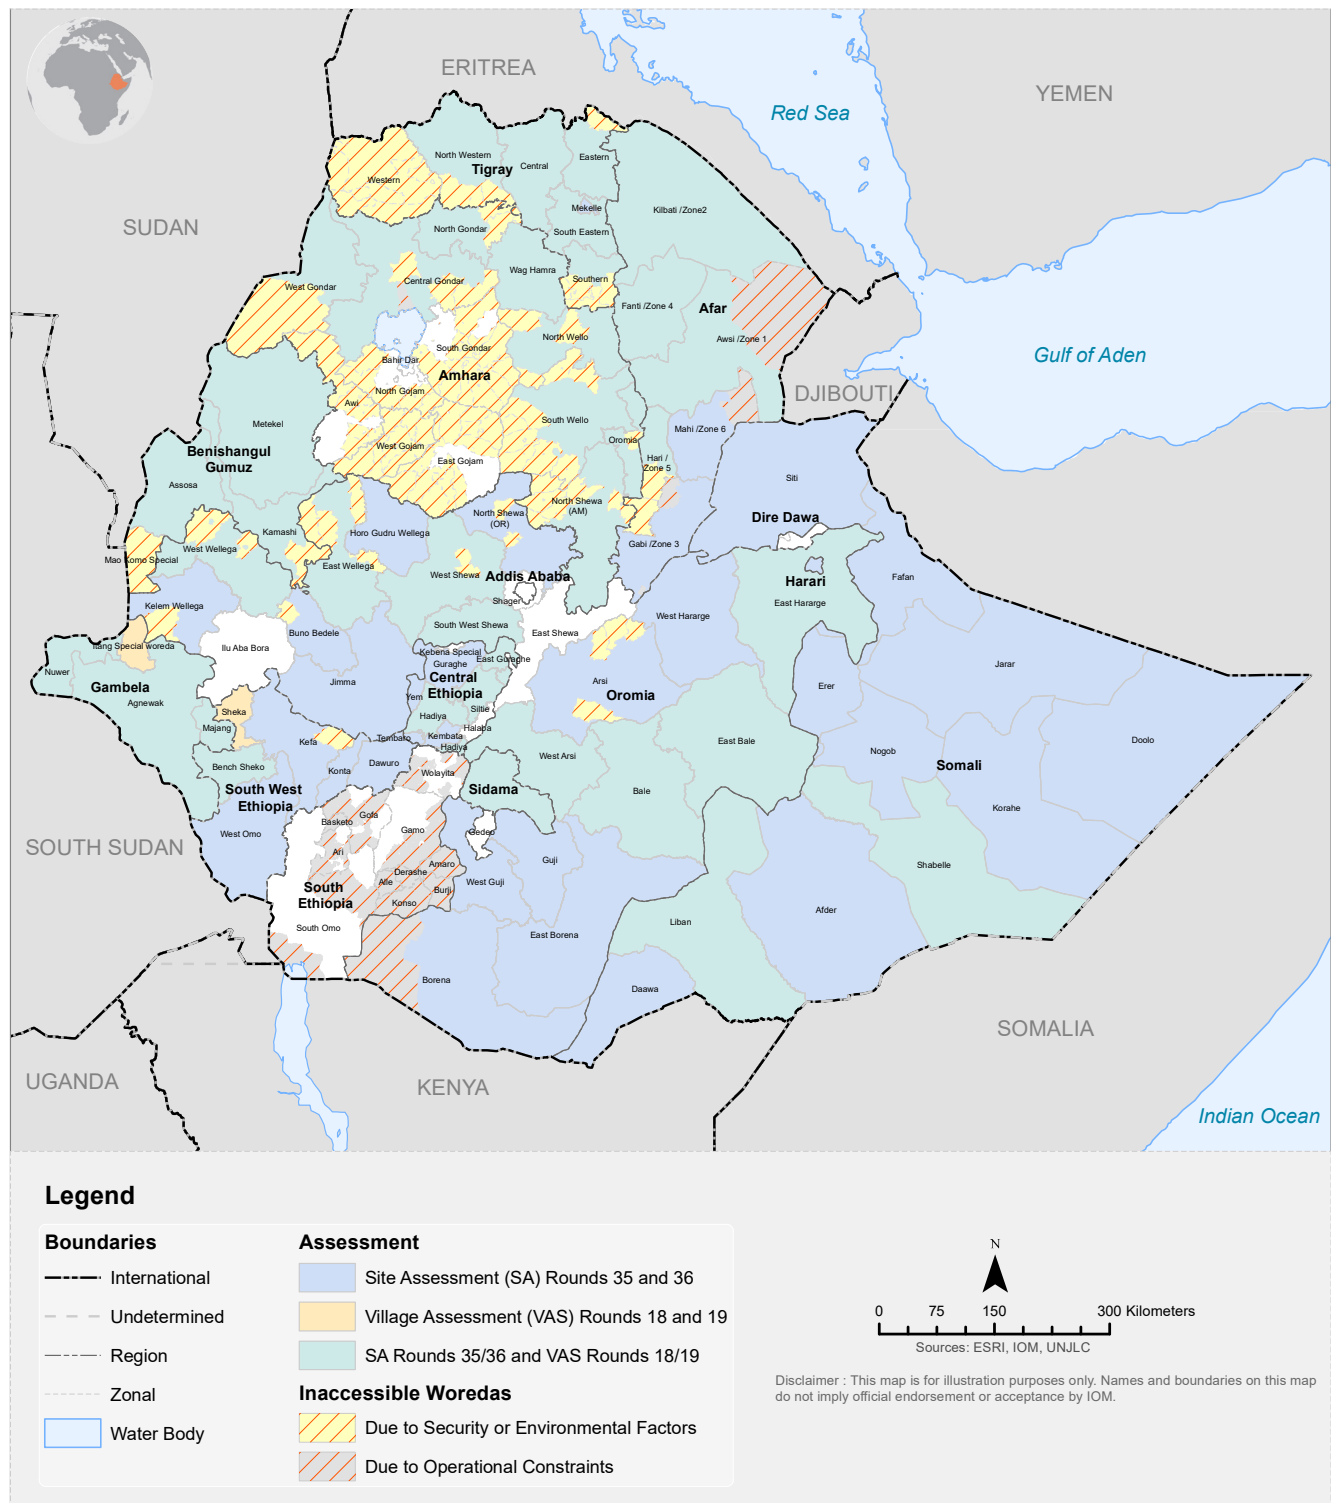 ERITREA
YEMEN
Red Sea
North Western
Tigray
Central
Eastern
Western
Mekelle
Kilbati /Zone2
SUDAN
North Gondar
South Eastern
Wag Hamra
Central Gondar
Southern
West Gondar
Fanti /Zone 4
Afar
Awsi /Zone 1
North Wello
South Gondar
Bahir Dar
Gulf of Aden
Amhara
North Gojam
DJIBOUTI
Awi
Metekel
South Wello
Mahi /Zone 6
Oromia
West Gojam
Benishangul
Gumuz
East Gojam
Hari /
Zone 5
Siti
Assosa
North Shewa
(AM)
North Shewa
(OR)
Dire Dawa
Kamashi
Horo Gudru Wellega
Gabi /Zone 3
West Wellega
Mao Komo Special
East Wellega
West Shewa
Addis Ababa
Harari
Fafan
Shager
East Hararge
Kelem Wellega
West Hararge
South West Shewa
Buno Bedele
East Shewa
Itang Special woreda
Ilu Aba Bora
Kebena Special
Guraghe
East Guraghe
Nuwer
Central
Ethiopia
Jarar
Gambela
Jimma
Arsi
Erer
Oromia
Agnewak
Yem
Sheka
Siltie
Hadiya
Majang
Halaba
Kefa
Tembaro
Kembata
Hadiya
East Bale
Doolo
Nogob
West Arsi
Bench Sheko
Konta
Dawuro
Wolayita
Somali
South West
Ethiopia
Sidama
Bale
Korahe
Gofa
Basketo
Gamo
Gedeo
West Omo
SOUTH SUDAN
Ari
Guji
Amaro
Shabelle
Derashe
Alle
West Guji
Burji
South
Ethiopia
Konso
Afder
Liban
South Omo
East Borena
Borena
Daawa
SOMALIA
UGANDA
KENYA
Indian Ocean
Legend
Boundaries
International
Undetermined
Region
Zonal
Water Body
Assessment
Site Assessment (SA) Rounds 35 and 36
Village Assessment (VAS) Rounds 18 and 19
SA Rounds 35/36 and VAS Rounds 18/19
Inaccessible Woredas
Due to Security or Environmental Factors
Due to Operational Constraints
N
0 75 150 300 Kilometers
Sources: ESRI, IOM, UNJLC
Disclaimer : This map is for illustration purposes only. Names and boundaries on this map
do not imply official endorsement or acceptance by IOM.